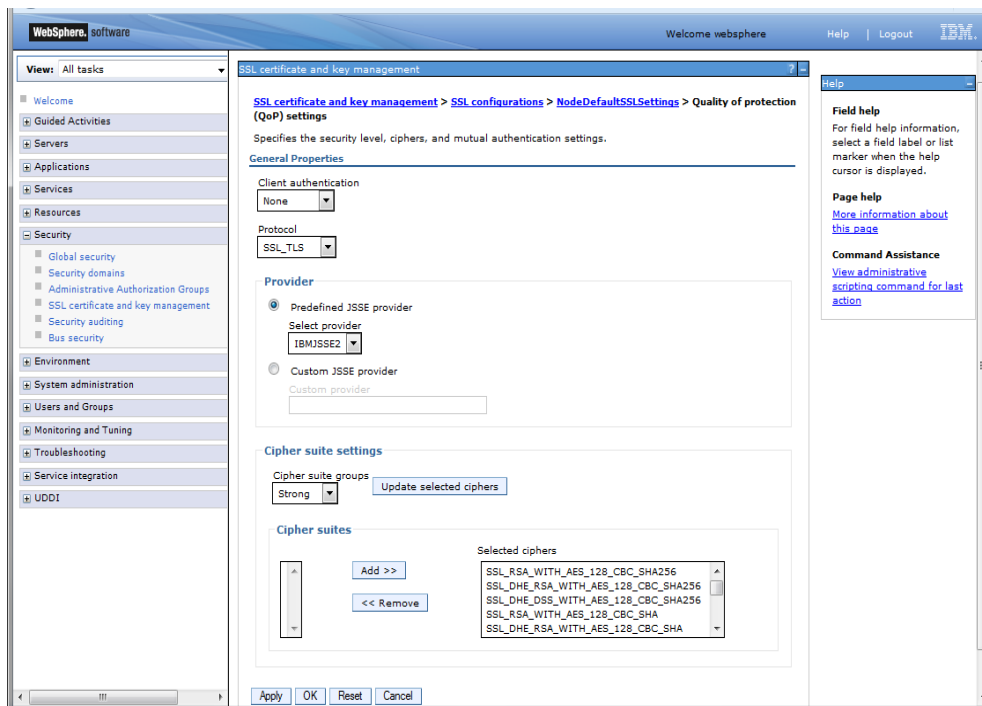 WebSphere. software
Welcome websphere
Help | Logout
IBM.
View: All tasks
Welcome
Guided Activities
Servers
Applications
Services
Resources
Security
Global security
Security domains
Administrative Authorization Groups
SSL certificate and key management
Security auditing
Bus security
Environment
System administration
Users and Groups
Monitoring and Tuning
Troubleshooting
Service integration
UDDI
SSL certificate and key management
? -
SSL certificate and key management > SSL configurations > NodeDefaultSSLSettings > Quality of protection
(QoP) settings
Specifies the security level, ciphers, and mutual authentication settings.
General Properties
Client authentication
None
Protocol
SSL_TLS
Provider
Predefined JSSE provider
Select provider
IBMJSSE2
Custom JSSE provider
Custom provider
Cipher suite settings
Cipher suite groups
Strong
Update selected ciphers
Cipher suites
Add >>
<< Remove
Selected ciphers
SSL_RSA_WITH_AES_128_CBC_SHA256
SSL_DHE_RSA_WITH_AES_128_CBC_SHA256
SSL_DHE_DSS_WITH_AES_128_CBC_SHA256
SSL_RSA_WITH_AES_128_CBC_SHA
SSL_DHE_RSA_WITH_AES_128_CBC_SHA
Apply
OK
Reset
Cancel
Help
Field help
For field help information,
select a field label or list
marker when the help
cursor is displayed.
Page help
More information about
this page
Command Assistance
View administrative
scripting command for last
action